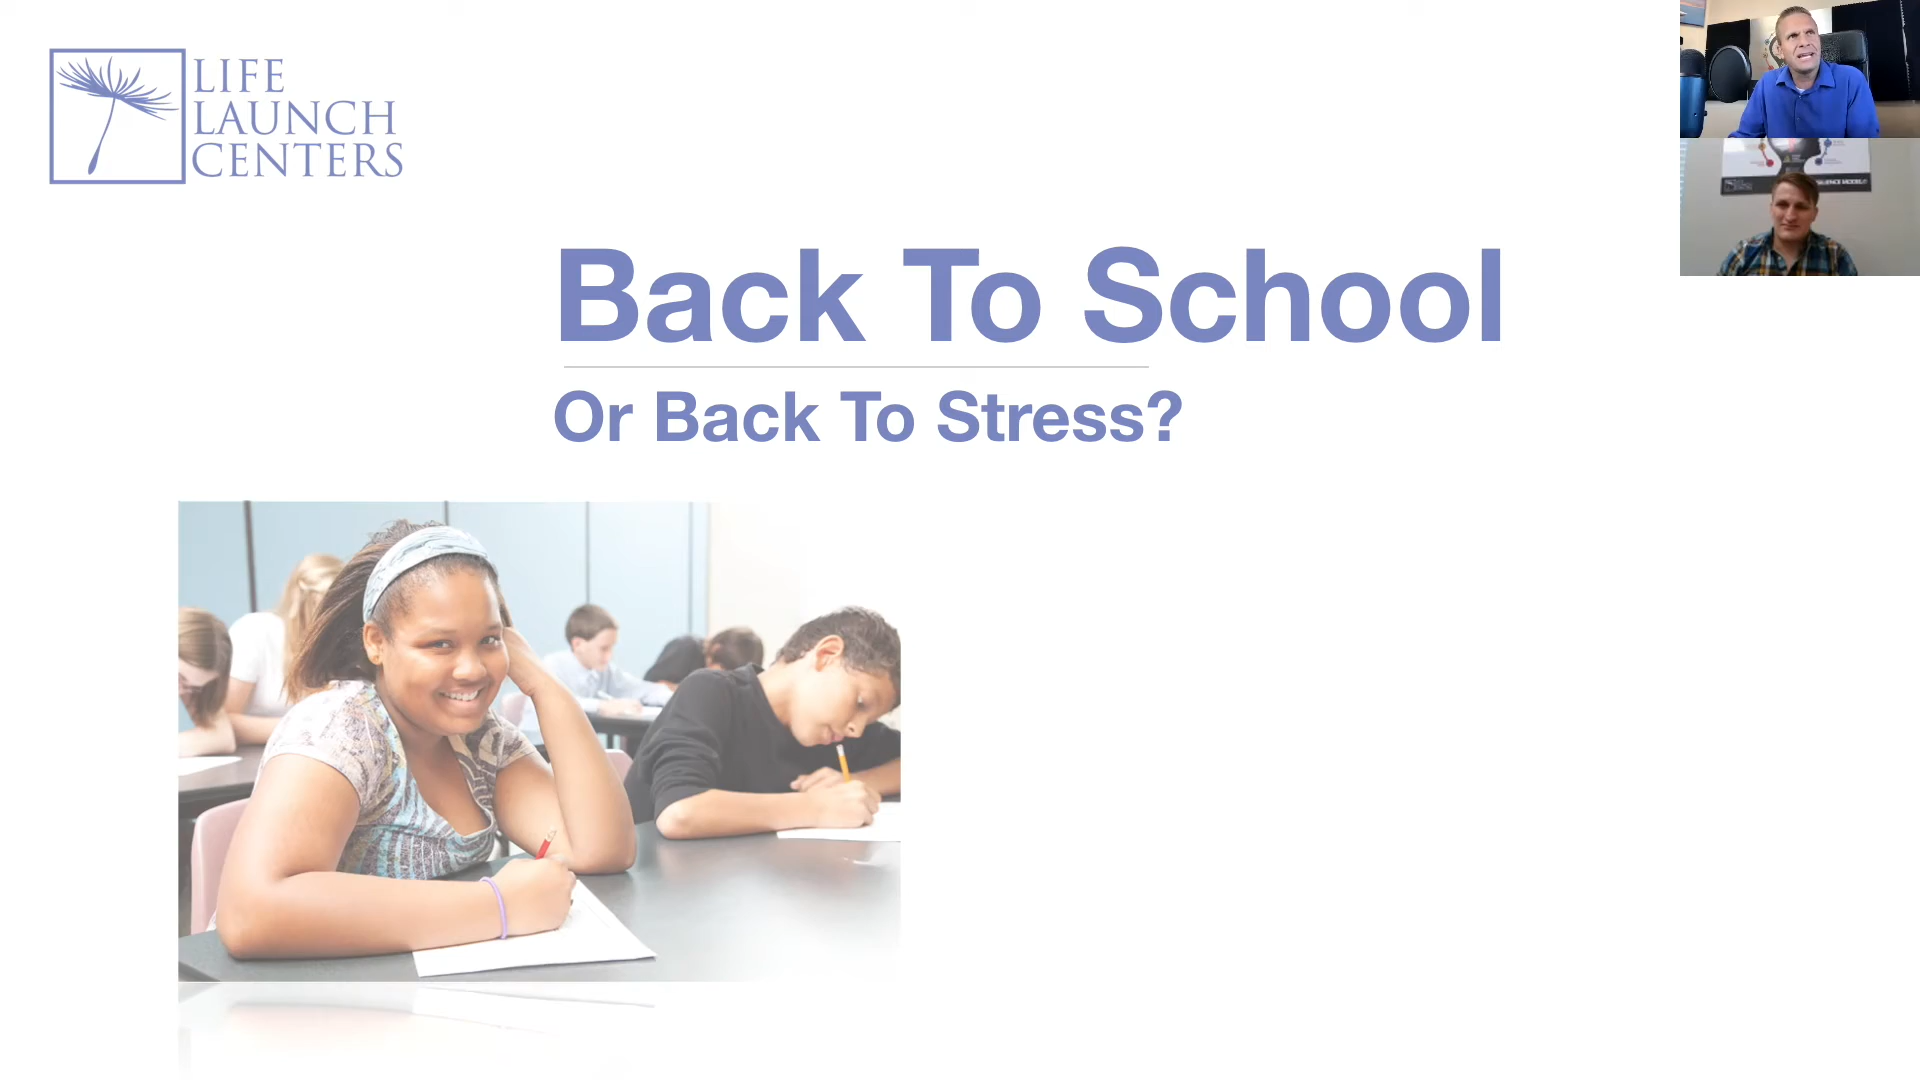 LIFE
LAUNCH
CENTERS
Back To School
Or Back To Stress?